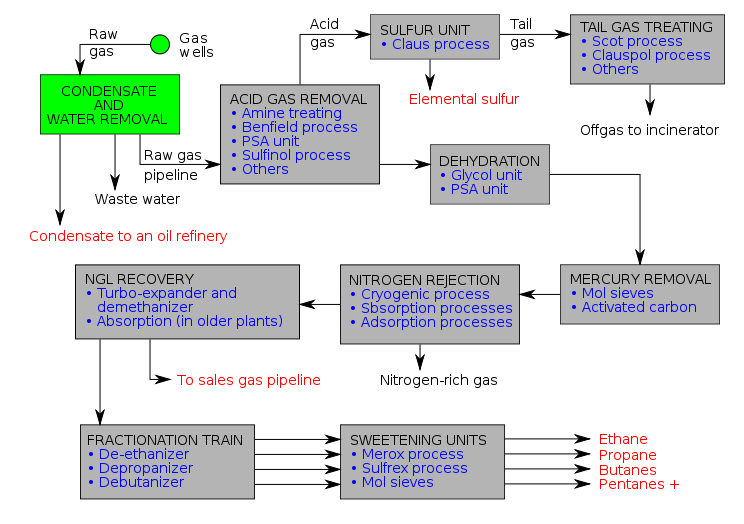 Raw
gas
Gas
wells
Acid
gas
SULFUR UNIT
• Claus process
Tail
gas
TAIL GAS TREATING
• Scot process
• Clauspol process
• Others
CONDENSATE
AND
WATER REMOVAL
ACID GAS REMOVAL
• Amine treating
• Benfield process
• PSA unit
• Sulfinol process
• Others
Elemental sulfur
Offgas to incinerator
Raw gas
pipeline
DEHYDRATION
• Glycol unit
• PSA unit
Waste water
Condensate to an oil refinery
NGL RECOVERY
• Turbo-expander and
demethanizer
• Absorption (in older plants)
NITROGEN REJECTION
• Cryogenic process
• Sbsorption processes
• Adsorption processes
MERCURY REMOVAL
• Mol sieves
• Activated carbon
To sales gas pipeline
Nitrogen-rich gas
FRACTIONATION TRAIN
• De-ethanizer
• Depropanizer
• Debutanizer
SWEETENING UNITS
• Merox process
• Sulfrex process
• Mol sieves
Ethane
Propane
Butanes
Pentanes +